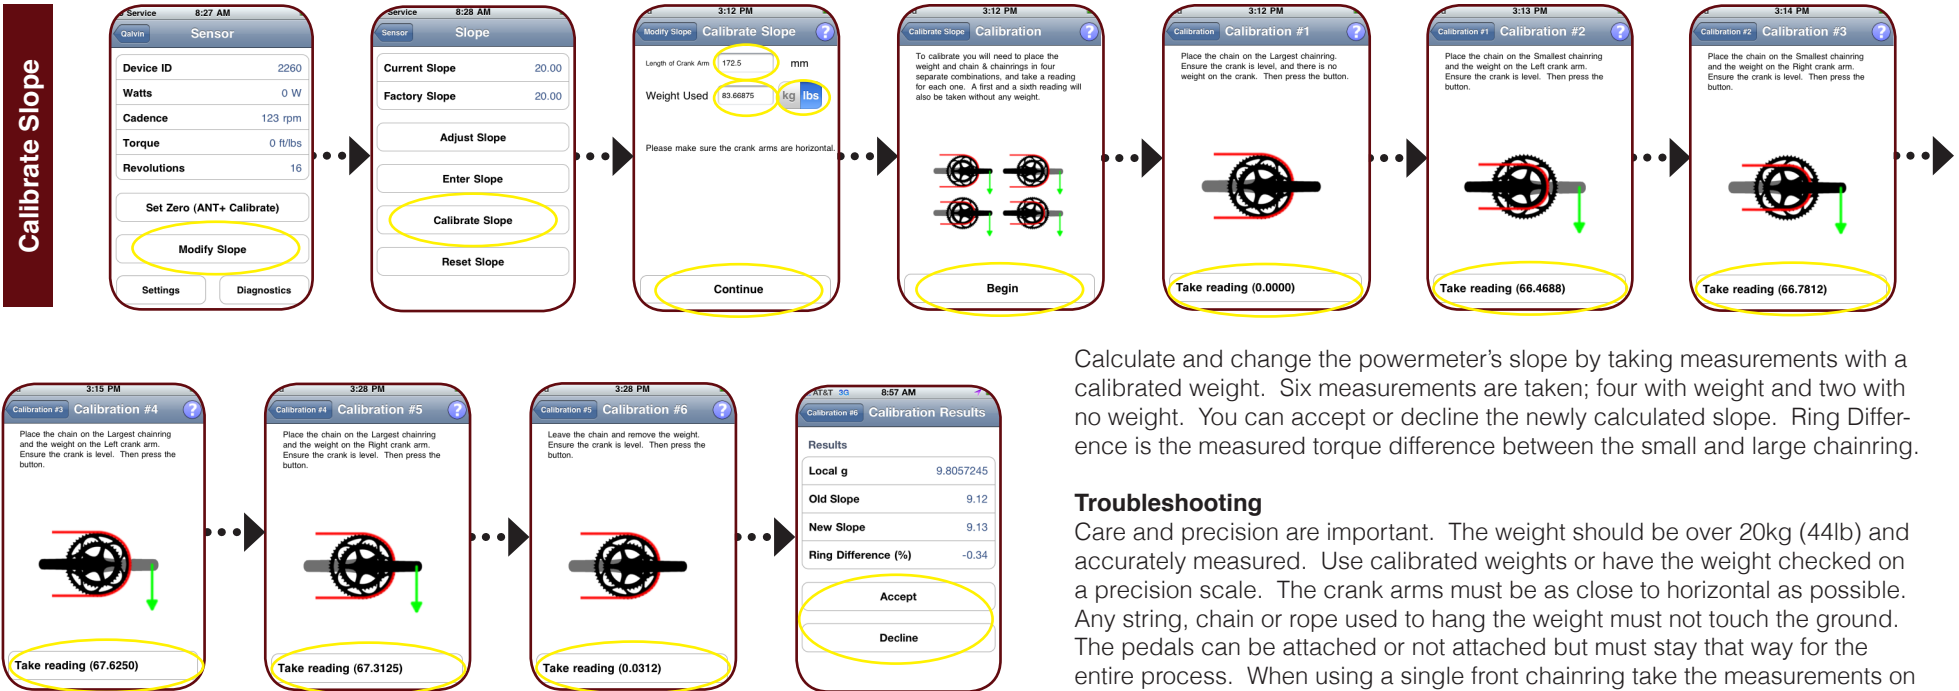 Calibrate Slope
Service 8:27 AM
Qalvin Sensor
Device ID 2260
Watts 0 W
Cadence 123 rpm
Torque 0 ft/lbs
Revolutions 16
Set Zero (ANT+ Calibrate)
Modify Slope
Settings Diagnostics
Service 8:28 AM
Sensor Slope
Current Slope 20.00
Factory Slope 20.00
Adjust Slope
Enter Slope
Calibrate Slope
Reset Slope
3:12 PM
Modify Slope Calibrate Slope ?
Length of Crank Arm 172.5 mm
Weight Used 83.66875 kg lbs
Please make sure the crank arms are horizontal.
Continue
3:12 PM
Calibrate Slope Calibration ?
To calibrate you will need to place the
weight and chain & chainrings in four
separate combinations, and take a reading
for each one. A first and a sixth reading will
also be taken without any weight.
Begin
3:12 PM
Calibration Calibration #1 ?
Place the chain on the Largest chainring.
Ensure the crank is level, and there is no
weight on the crank. Then press the button.
Take reading (0.0000)
3:13 PM
Calibration #1 Calibration #2 ?
Place the chain on the Smallest chainring
and the weight on the Left crank arm.
Ensure the crank is level. Then press the
button.
Take reading (66.4688)
3:14 PM
Calibration #2 Calibration #3 ?
Place the chain on the Smallest chainring
and the weight on the Right crank arm.
Ensure the crank is level. Then press the
button.
Take reading (66.7812)
3:15 PM
Calibration #3 Calibration #4 ?
Place the chain on the Largest chainring
and the weight on the Left crank arm.
Ensure the crank is level. Then press the
button.
Take reading (67.6250)
3:28 PM
Calibration #4 Calibration #5 ?
Place the chain on the Largest chainring
and the weight on the Right crank arm.
Ensure the crank is level. Then press the
button.
Take reading (67.3125)
3:28 PM
Calibration #5 Calibration #6 ?
Leave the chain and remove the weight.
Ensure the crank is level. Then press the
button.
Take reading (0.0312)
AT&T 3G 8:57 AM
Calibration #6 Calibration Results
Results
Local g 9.8057245
Old Slope 9.12
New Slope 9.13
Ring Difference (%) -0.34
Accept
Decline
Calculate and change the powermeter's slope by taking measurements with a
calibrated weight. Six measurements are taken; four with weight and two with
no weight. You can accept or decline the newly calculated slope. Ring Differ-
ence is the measured torque difference between the small and large chainring.
Troubleshooting
Care and precision are important. The weight should be over 20kg (44lb) and
accurately measured. Use calibrated weights or have the weight checked on
a precision scale. The crank arms must be as close to horizontal as possible.
Any string, chain or rope used to hang the weight must not touch the ground.
The pedals can be attached or not attached but must stay that way for the
entire process. When using a single front chainring take the measurements on